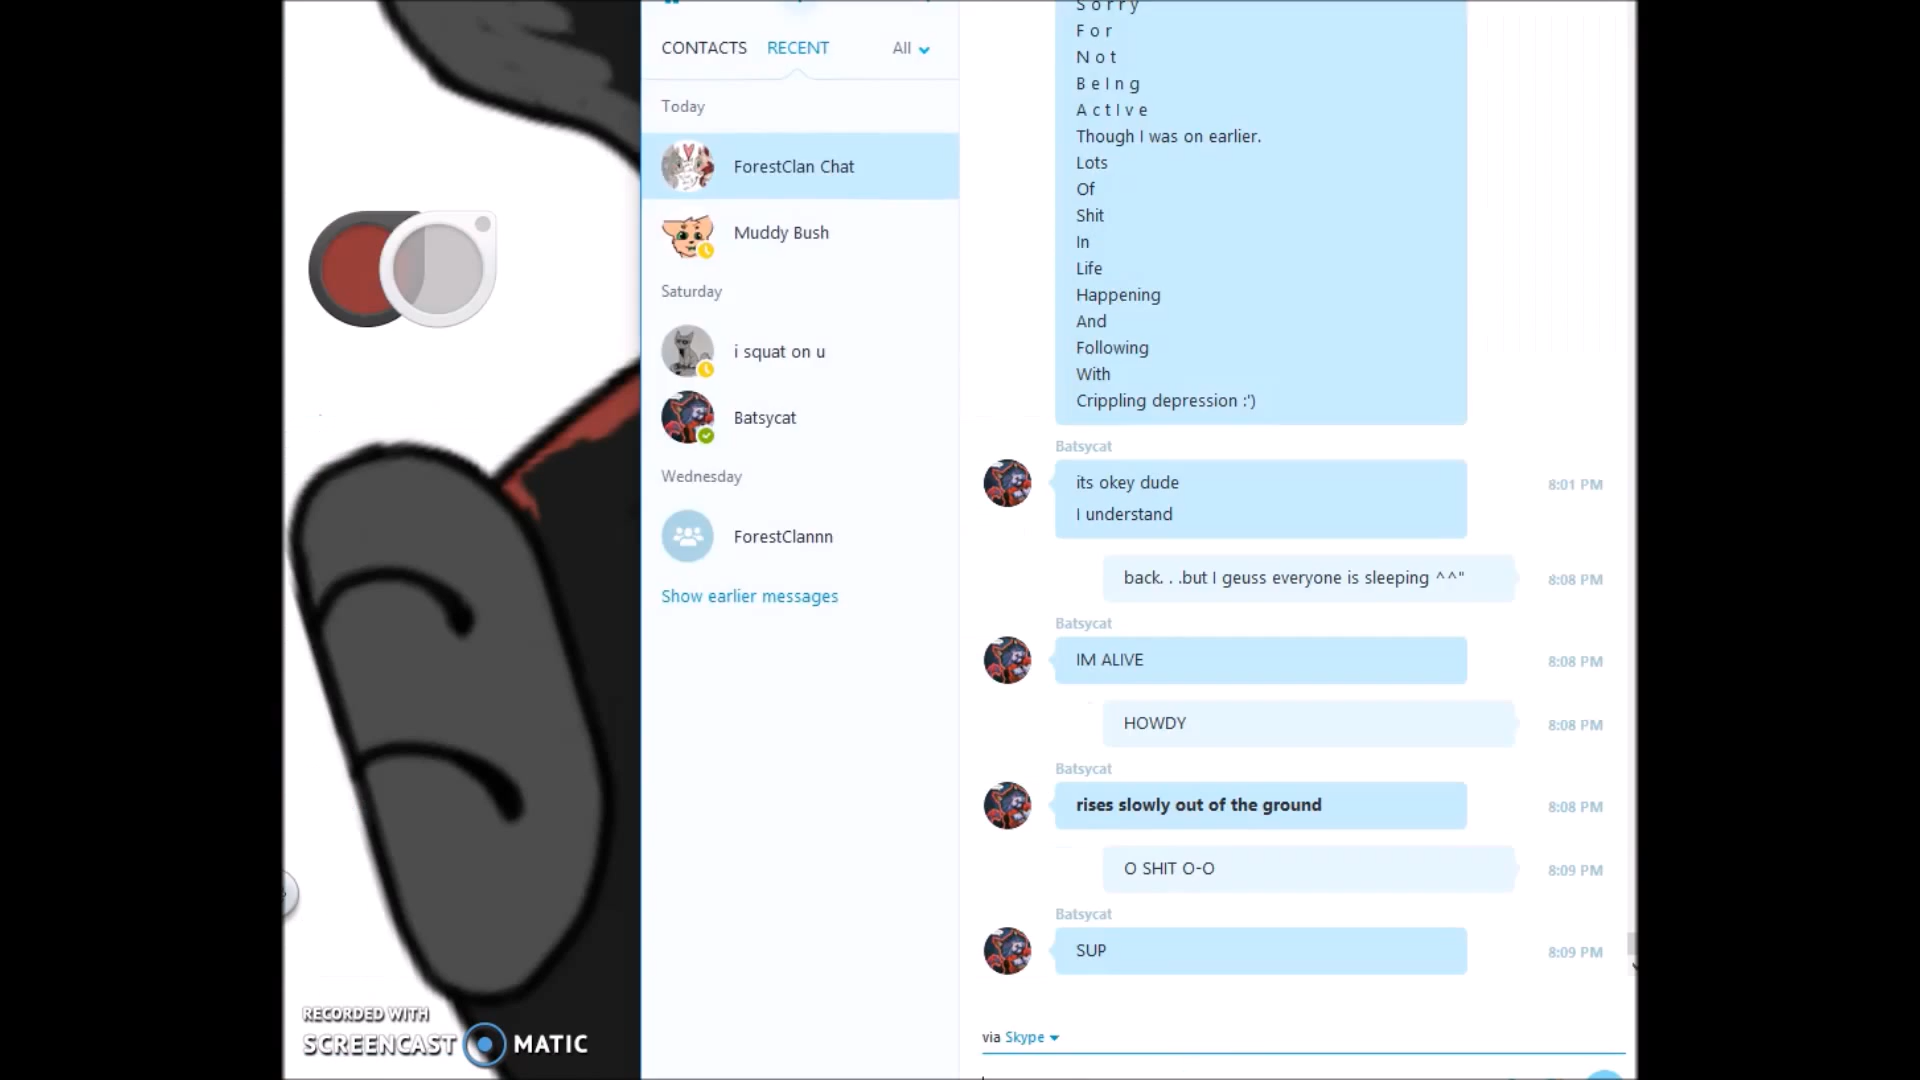 CONTACTS RECENT All
Today
ForestClan Chat
Muddy Bush
Saturday
i squat on u
Batsycat
Wednesday
ForestClannn
Show earlier messages
S o r r y
F o r
N o t
B e I n g
A c t I v e
Though I was on earlier.
Lots
Of
Shit
In
Life
Happening
And
Following
With
Crippling depression :')
Batsycat
its okey dude
8:01 PM
I understand
back. . .but I geuss everyone is sleeping ^^"
8:08 PM
Batsycat
IM ALIVE
8:08 PM
HOWDY
8:08 PM
Batsycat
rises slowly out of the ground
8:08 PM
O SHIT O-O
8:09 PM
Batsycat
SUP
8:09 PM
via Skype
RECORDED WITH
SCREENCAST MATIC